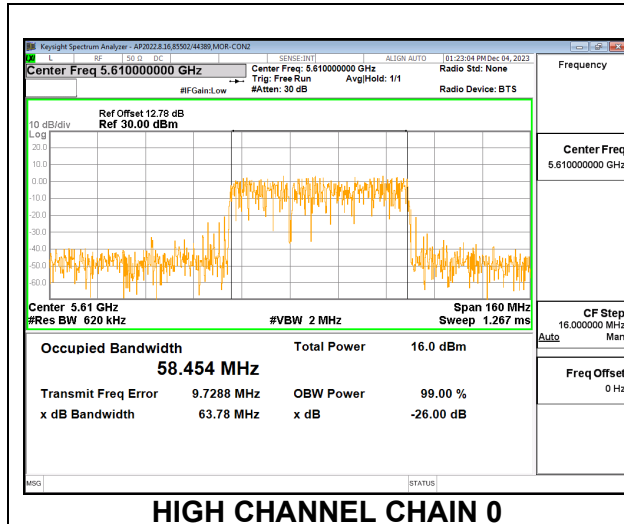 Keysight Spectrum Analyzer - AP2022.8.16,85502/44389,MOR-CON2
L RF 50 Ω DC SENSE:INT ALIGN AUTO 01:23:04 PM Dec 04, 2023
Center Freq 5.610000000 GHz
Center Freq: 5.610000000 GHz
Radio Std: None
Trig: Free Run Avg|Hold: 1/1
#IFGain:Low
#Atten: 30 dB
Radio Device: BTS
Frequency
Ref Offset 12.78 dB
10 dB/div Ref 30.00 dBm
Log
20.0
10.0
0.00
-10.0
-20.0
-30.0
-40.0
-50.0
-60.0
Center 5.61 GHz
Span 160 MHz
#Res BW 620 kHz
#VBW 2 MHz
Sweep 1.267 ms
Occupied Bandwidth
58.454 MHz
Total Power 16.0 dBm
Transmit Freq Error 9.7288 MHz OBW Power 99.00 %
x dB Bandwidth 63.78 MHz x dB -26.00 dB
Center Freq
5.610000000 GHz
CF Step
16.000000 MHz
Auto Man
Freq Offset
0 Hz
MSG
STATUS
HIGH CHANNEL CHAIN 0